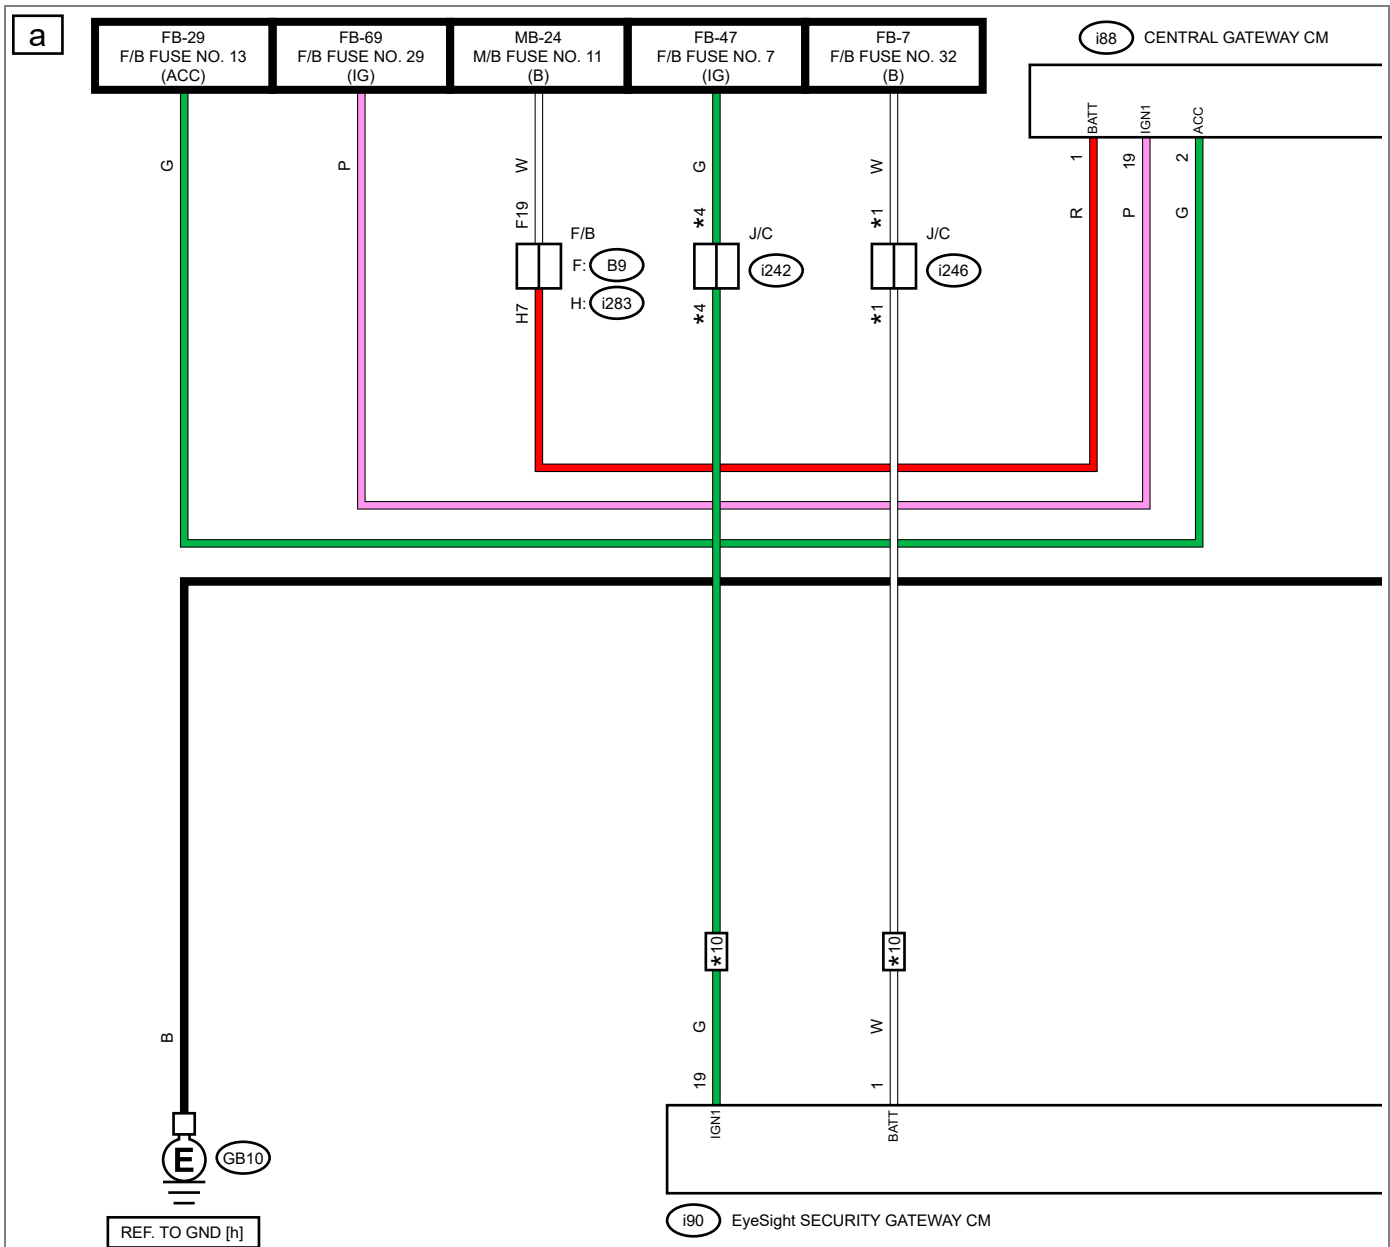 a
FB-29
F/B FUSE NO. 13
(ACC)
FB-69
F/B FUSE NO. 29
(IG)
MB-24
M/B FUSE NO. 11
(B)
FB-47
F/B FUSE NO. 7
(IG)
FB-7
F/B FUSE NO. 32
(B)
i88 CENTRAL GATEWAY CM
BATT
IGN1
ACC
1
19
2
R
P
G
G
P
W
G
W
F19
*4
*1
F/B
F: B9
H: i283
J/C
i242
J/C
i246
H7
*4
*1
*10
*10
B
G
W
19
1
IGN1
BATT
E
GB10
REF. TO GND [h]
i90 EyeSight SECURITY GATEWAY CM